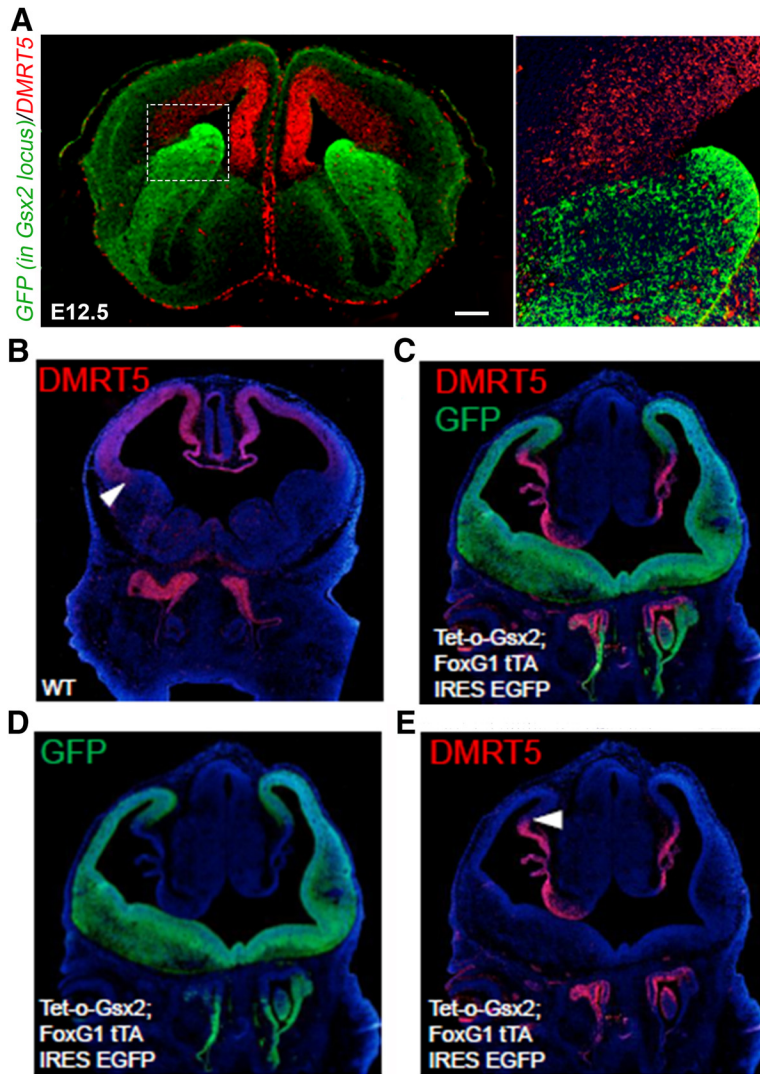 A
GFP (in Gsx2 locus)/DMRT5
E12.5
B
DMRT5
WT
C
DMRT5
GFP
Tet-o-Gsx2;
FoxG1 tTA
IRES EGFP
D
GFP
Tet-o-Gsx2;
FoxG1 tTA
IRES EGFP
E
DMRT5
Tet-o-Gsx2;
FoxG1 tTA
IRES EGFP